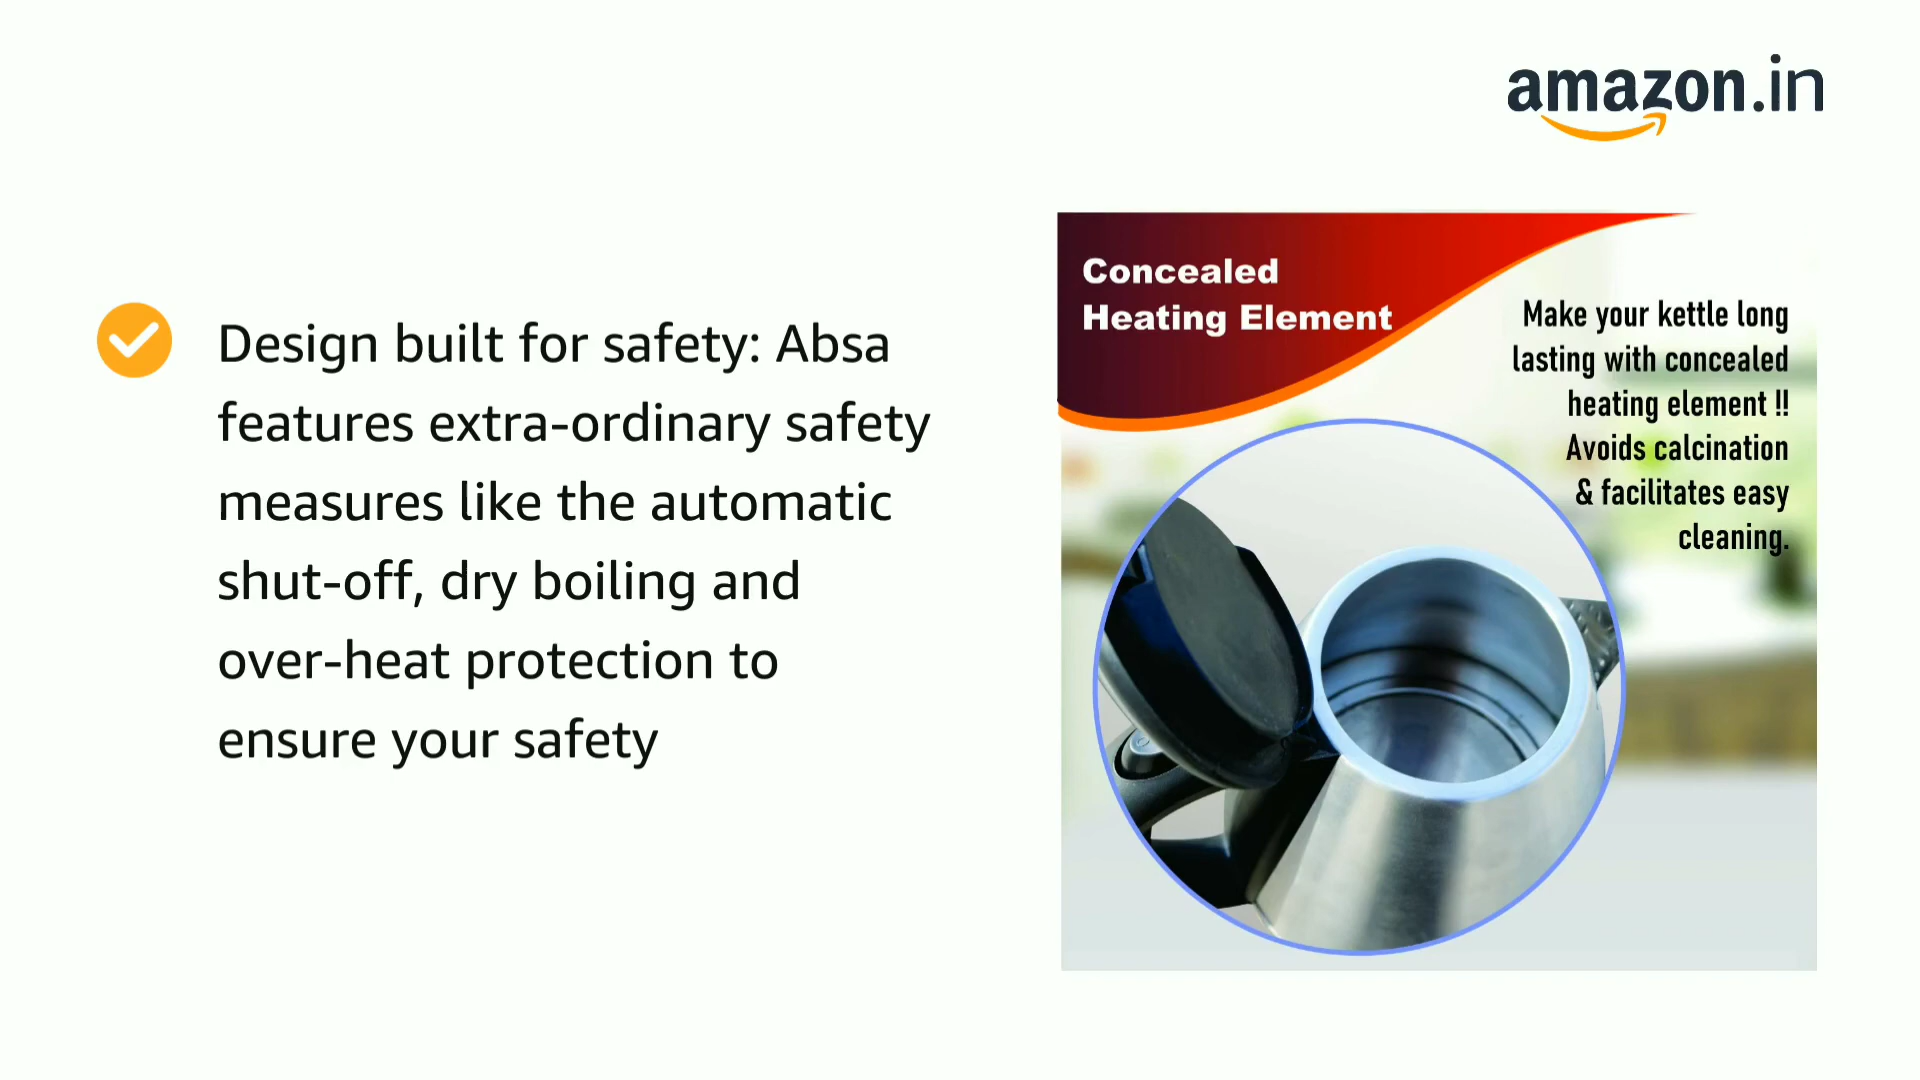 amazon.in
Design built for safety: Absa
features extra-ordinary safety
measures like the automatic
shut-off, dry boiling and
over-heat protection to
ensure your safety
Concealed
Heating Element
Make your kettle long
lasting with concealed
heating element !!
Avoids calcination
& facilitates easy
cleaning.